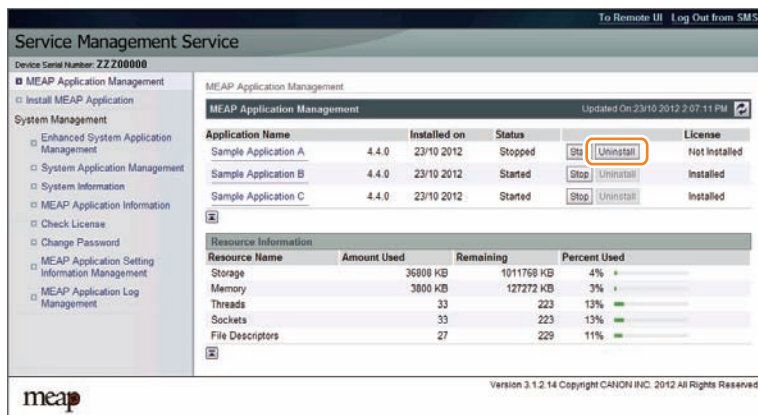 To Remote UI Log Out from SMS
Service Management Service
Device Serial Number: ZZZ00000
MEAP Application Management
Install MEAP Application
System Management
Enhanced System Application
Management
System Application Management
System Information
MEAP Application Information
Check License
Change Password
MEAP Application Setting
Information Management
MEAP Application Log
Management
MEAP Application Management
MEAP Application Management Updated On:23/10 2012 2:07:11 PM
Application Name Installed on Status License
Sample Application A 4.4.0 23/10 2012 Stopped Sta Uninstall Not Installed
Sample Application B 4.4.0 23/10 2012 Started Stop Uninstall Installed
Sample Application C 4.4.0 23/10 2012 Started Stop Uninstall Installed
Resource Information
Resource Name Amount Used Remaining Percent Used
Storage 36808 KB 1011768 KB 4%
Memory 3800 KB 127272 KB 3%
Threads 33 223 13%
Sockets 33 223 13%
File Descriptors 27 229 11%
meap
Version 3.1.2.14 Copyright CANON INC. 2012 All Rights Reserved